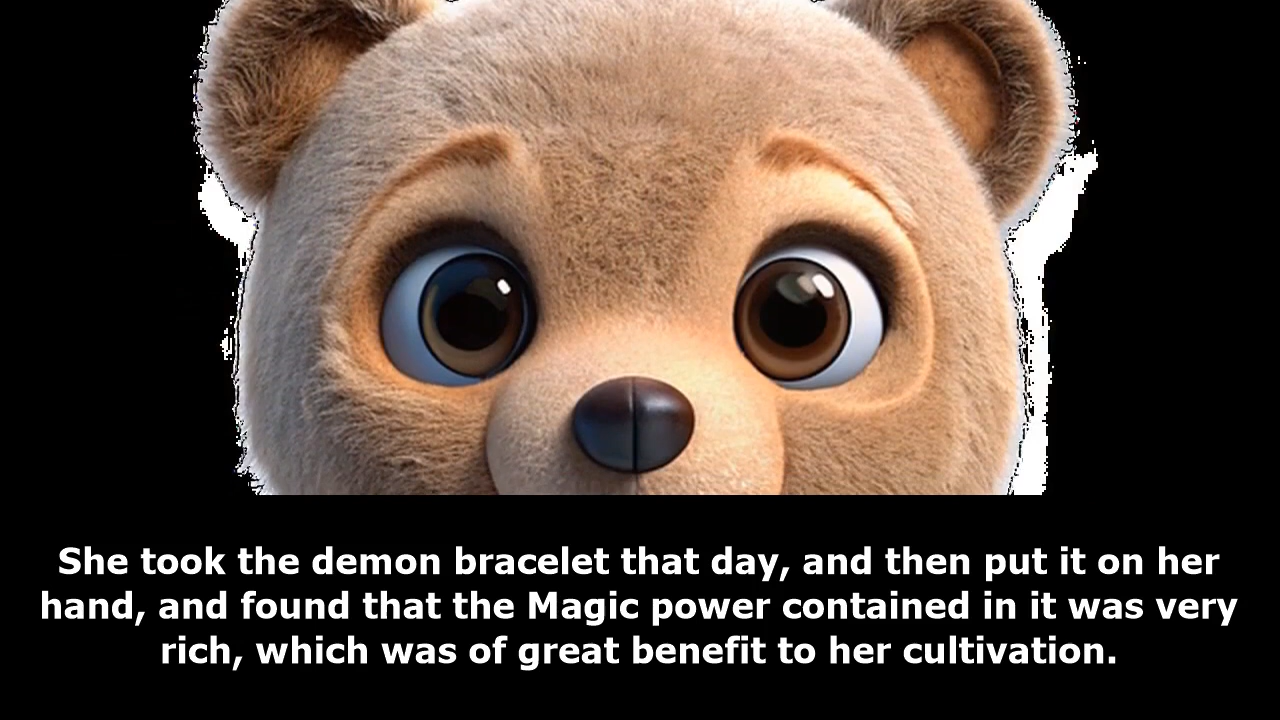 She took the demon bracelet that day, and then put it on her
hand, and found that the Magic power contained in it was very
rich, which was of great benefit to her cultivation.